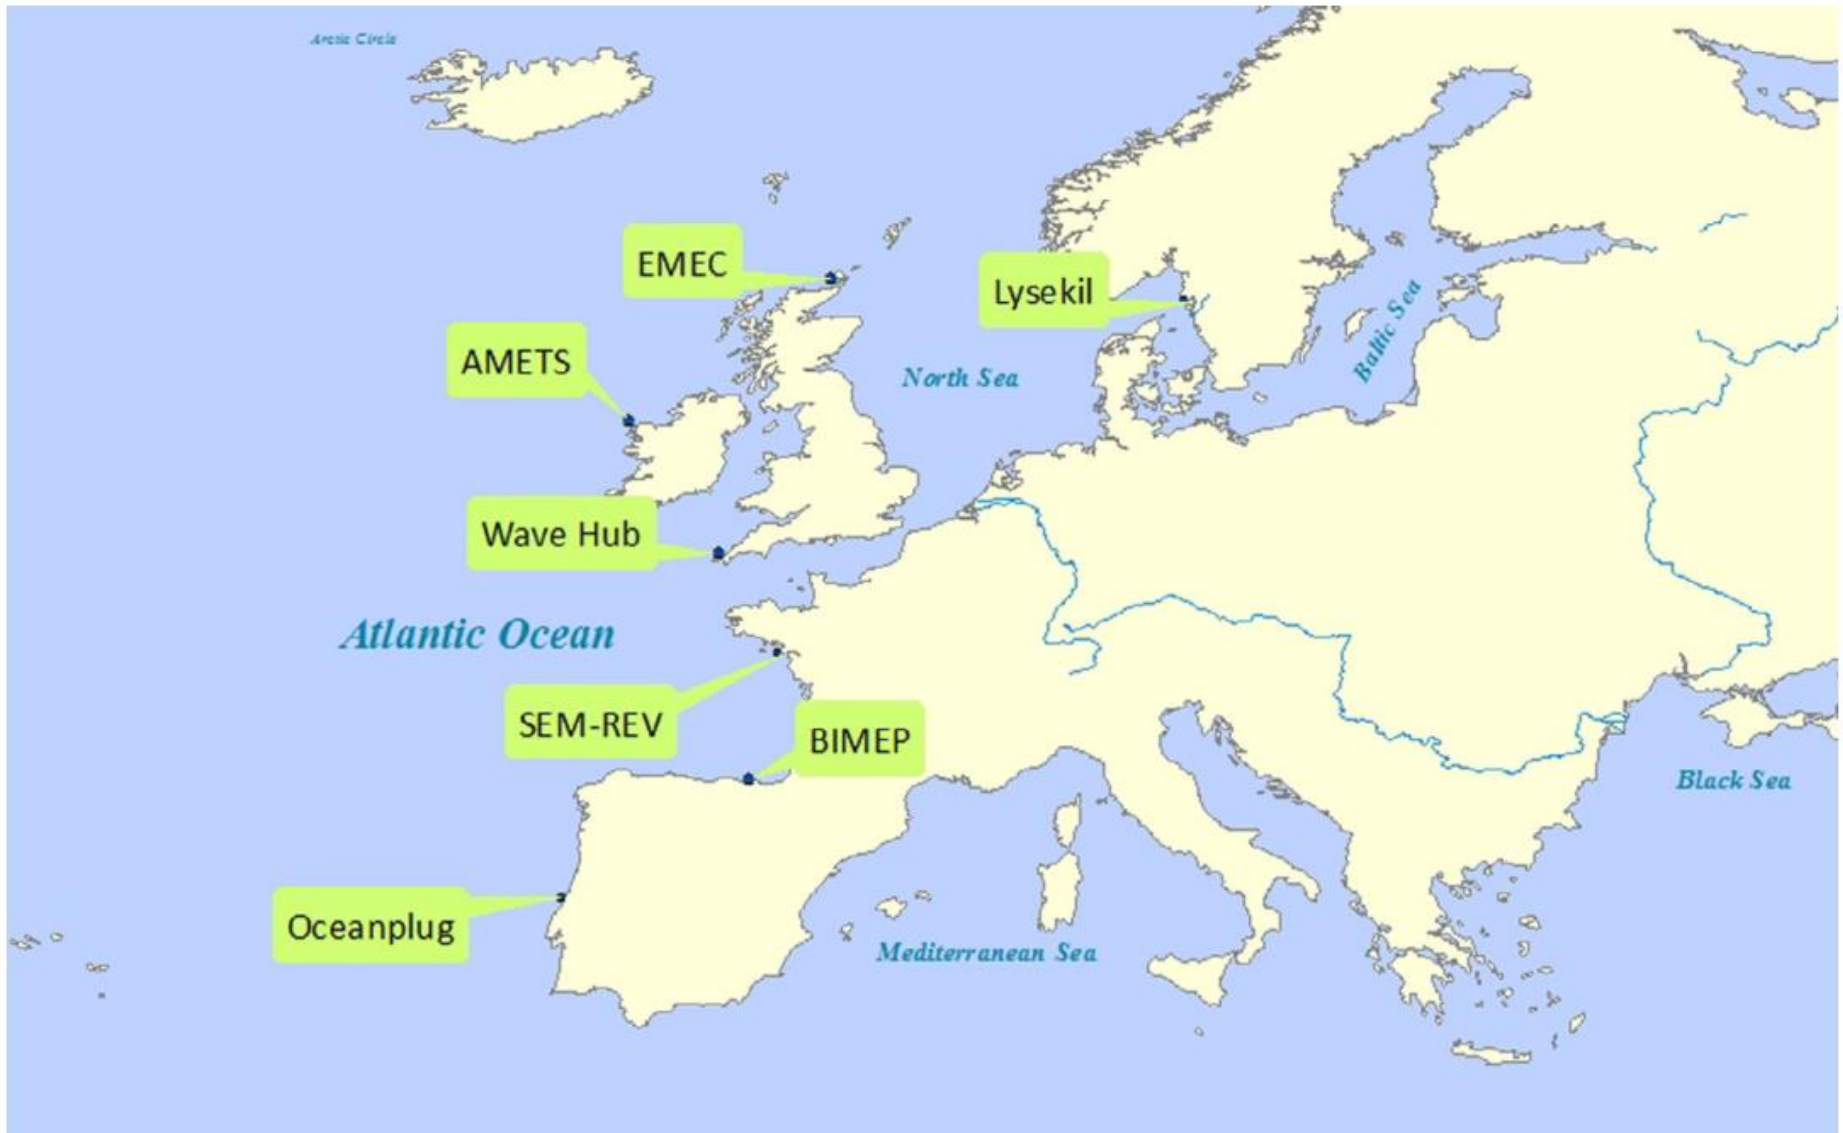 Arctic Circle
EMEC
Lysekil
AMETS
North Sea
Baltic Sea
Wave Hub
Atlantic Ocean
SEM-REV
BIMEP
Black Sea
Oceanplug
Mediterranean Sea